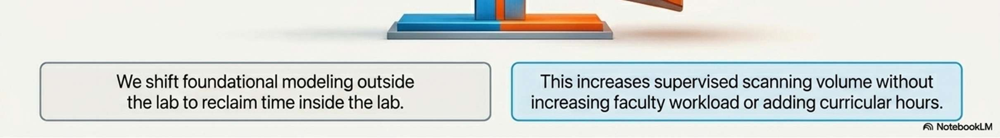 We shift foundational modeling outside
the lab to reclaim time inside the lab.
This increases supervised scanning volume without
increasing faculty workload or adding curricular hours.
NotebookLM